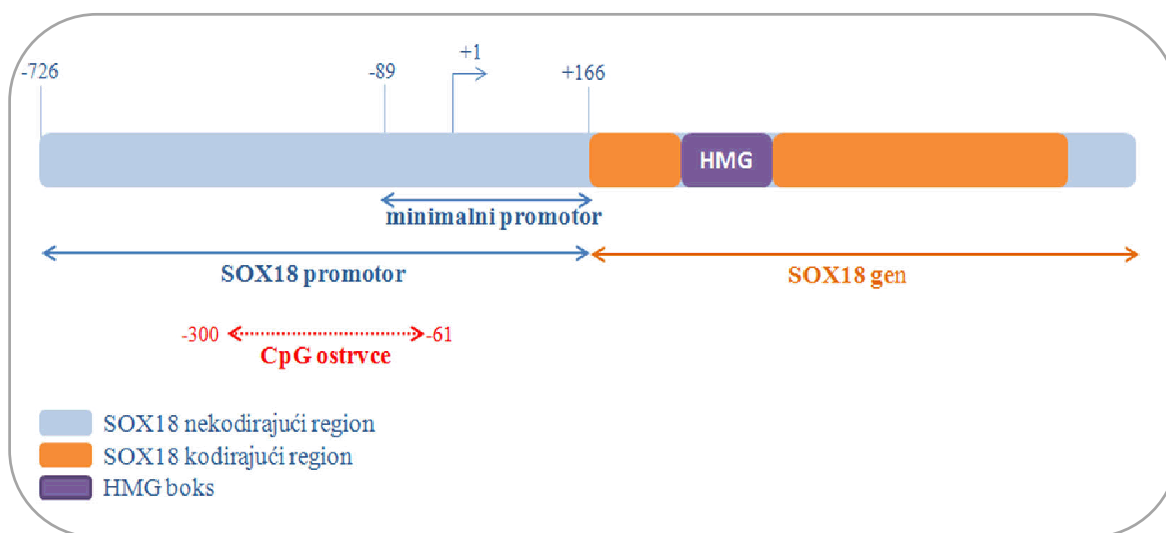 +1
-726
-89
+166
HMG
minimalni promotor
SOX18 promotor
SOX18 gen
-300
-61
CpG ostrvce
SOX18 nekodirajući region
SOX18 kodirajući region
HMG boks